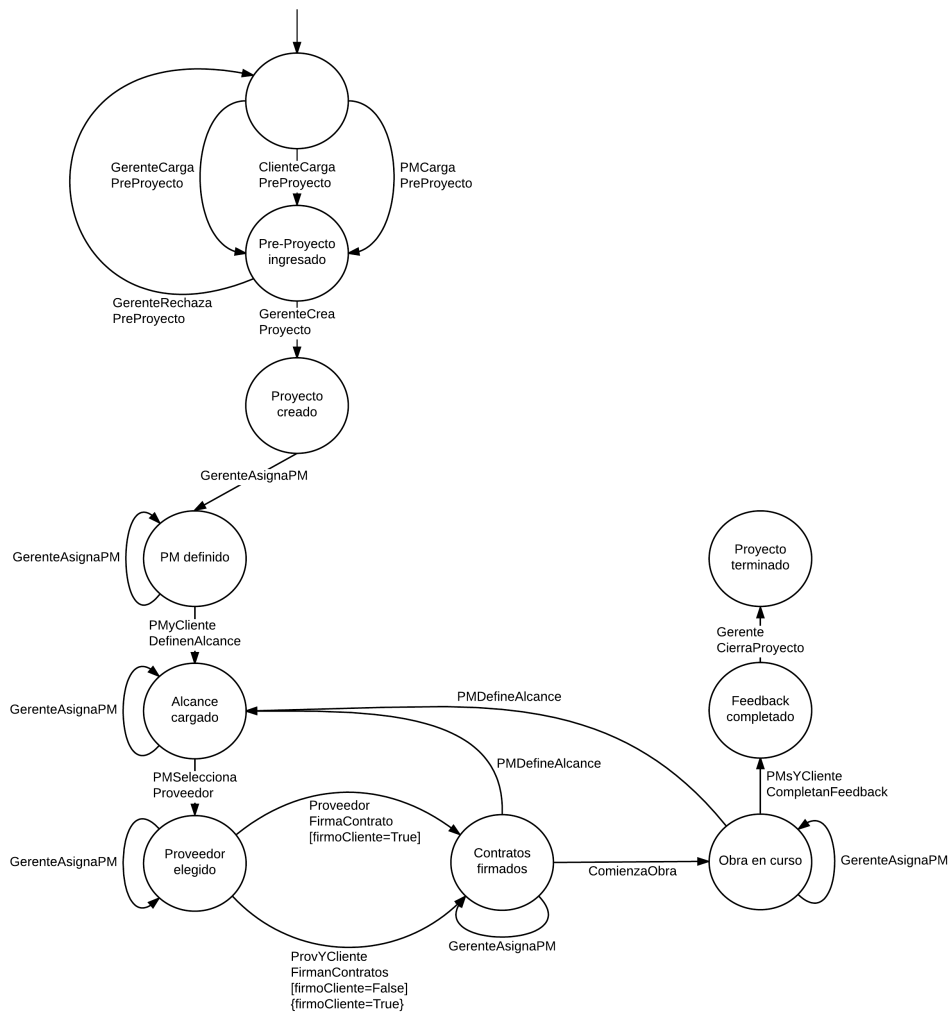 GerenteCarga
PreProyecto
ClienteCarga
PreProyecto
PMCarga
PreProyecto
Pre-Proyecto
ingresado
GerenteRechaza
PreProyecto
GerenteCrea
Proyecto
Proyecto
creado
GerenteAsignaPM
GerenteAsignaPM
PM definido
Proyecto
terminado
PMyCliente
DefinenAlcance
Gerente
CierraProyecto
GerenteAsignaPM
Alcance
cargado
PMDefineAlcance
Feedback
completado
PMDefineAlcance
PMSelecciona
Proveedor
PMsYCliente
CompletanFeedback
Proveedor
FirmaContrato
[firmoCliente=True]
GerenteAsignaPM
Proveedor
elegido
Contratos
firmados
ComienzaObra
Obra en curso
GerenteAsignaPM
GerenteAsignaPM
ProvYCliente
FirmanContratos
[firmoCliente=False]
{firmoCliente=True}